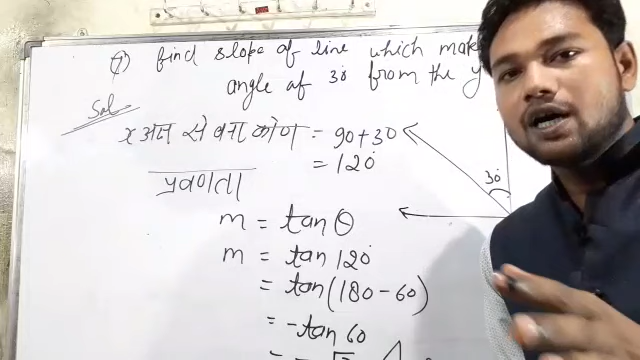 Q find slope of line which make
angle of 30° from the y
Sol
x अक्ष से बना कोण = 90+30
= 120°
प्रवणता
m = tan θ
m = tan 120°
= tan (180-60)
= -tan 60
30°